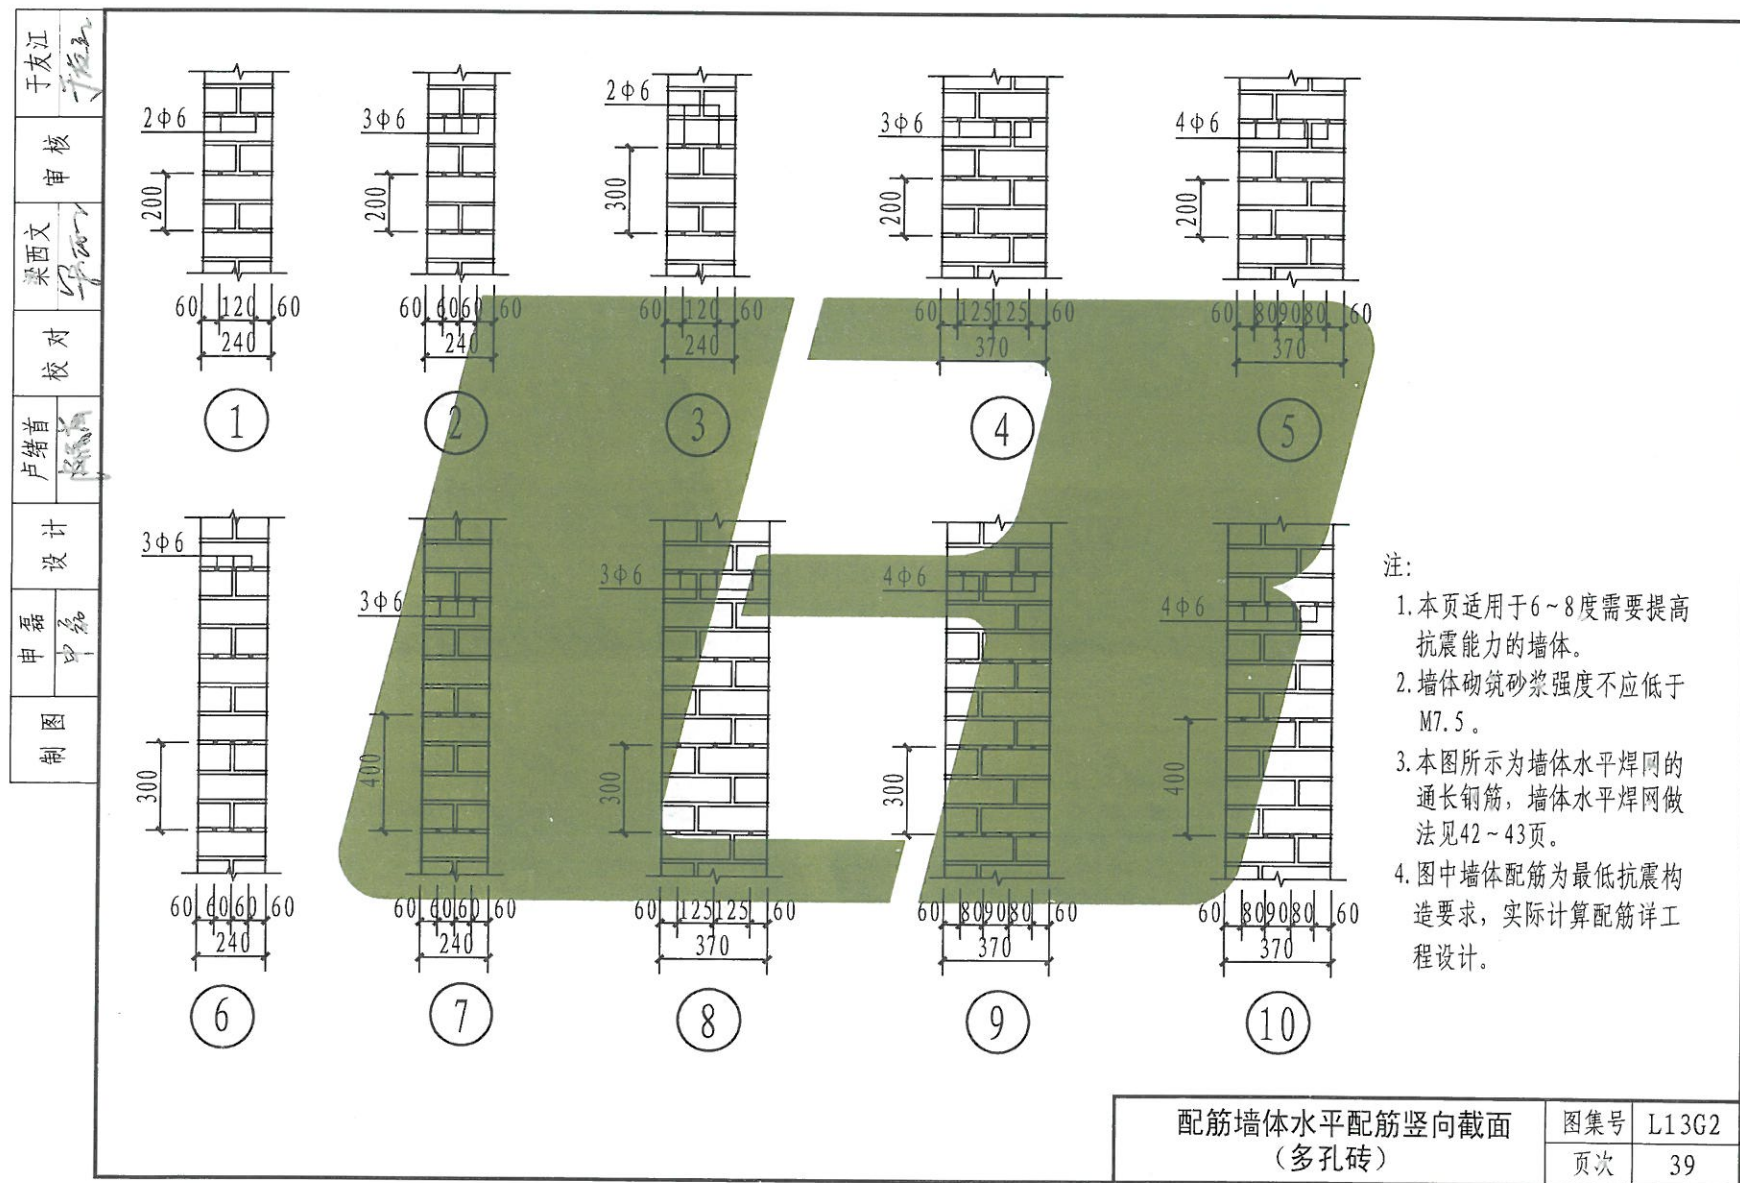 于友江
审核
梁西文
校对
卢绪首
设计
申磊
申磊
制图
2φ6
200
60 120 60
240
1
3φ6
200
60 60 60 60
240
2
2φ6
300
60 120 60
240
3
3φ6
200
60 125 125 60
370
4
4φ6
200
60 80 90 80 60
370
5
3φ6
300
60 60 60 60
240
6
3φ6
400
60 60 60 60
240
7
3φ6
300
60 125 125 60
370
8
4φ6
300
60 80 90 80 60
370
9
4φ6
400
60 80 90 80 60
370
10
注:
1.本页适用于6~8度需要提高
抗震能力的墙体。
2.墙体砌筑砂浆强度不应低于
M7.5。
3.本图所示为墙体水平焊网的
通长钢筋，墙体水平焊网做
法见42~43页。
4.图中墙体配筋为最低抗震构
造要求，实际计算配筋详工
程设计。
配筋墙体水平配筋竖向截面
（多孔砖）
图集号 L13G2
页次 39